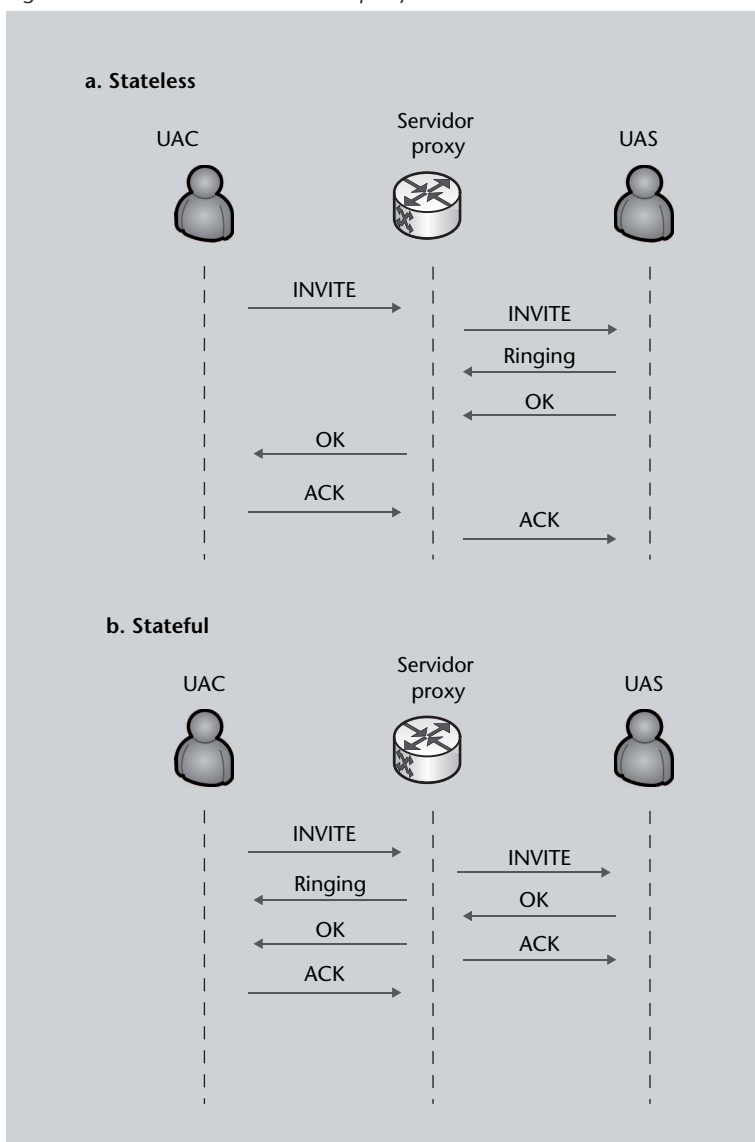 a. Stateless
UAC
Servidor
proxy
UAS
INVITE
INVITE
Ringing
OK
OK
ACK
ACK
b. Stateful
UAC
Servidor
proxy
UAS
INVITE
INVITE
Ringing
OK
OK
ACK
ACK